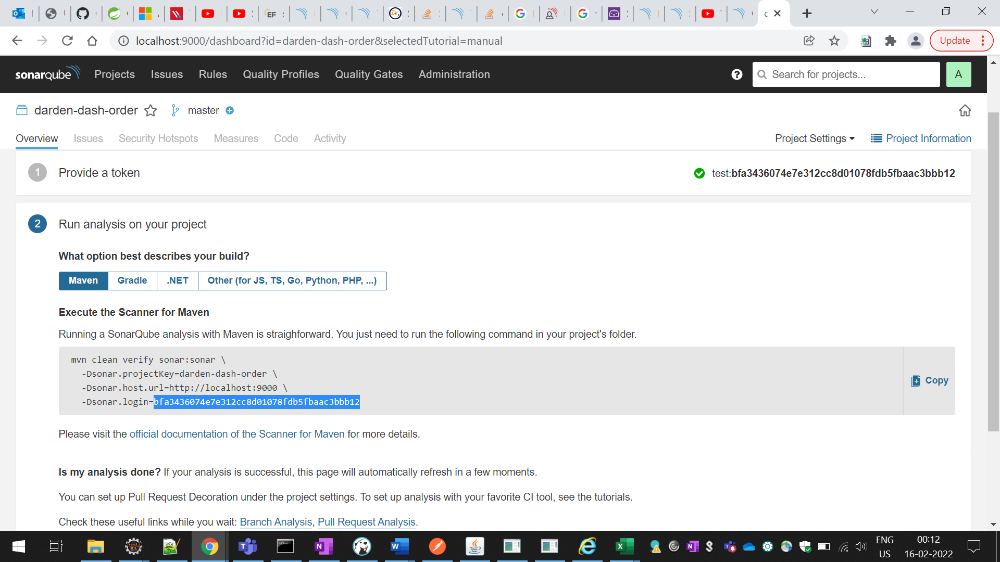 localhost:9000/dashboard?id=darden-dash-order&selectedTutorial=manual
Update
sonarqube
Projects
Issues
Rules
Quality Profiles
Quality Gates
Administration
Search for projects...
A
darden-dash-order
master
Overview
Issues
Security Hotspots
Measures
Code
Activity
Project Settings
Project Information
1
Provide a token
test:bfa3436074e7e312cc8d01078fdb5fbaac3bbb12
2
Run analysis on your project
What option best describes your build?
Maven
Gradle
.NET
Other (for JS, TS, Go, Python, PHP, ...)
Execute the Scanner for Maven
Running a SonarQube analysis with Maven is straighforward. You just need to run the following command in your project's folder.
mvn clean verify sonar:sonar \
-Dsonar.projectKey=darden-dash-order \
-Dsonar.host.url=http://localhost:9000 \
-Dsonar.login=bfa3436074e7e312cc8d01078fdb5fbaac3bbb12
Copy
Please visit the official documentation of the Scanner for Maven for more details.
Is my analysis done? If your analysis is successful, this page will automatically refresh in a few moments.
You can set up Pull Request Decoration under the project settings. To set up analysis with your favorite CI tool, see the tutorials.
Check these useful links while you wait: Branch Analysis, Pull Request Analysis.
ENG
US
00:12
16-02-2022